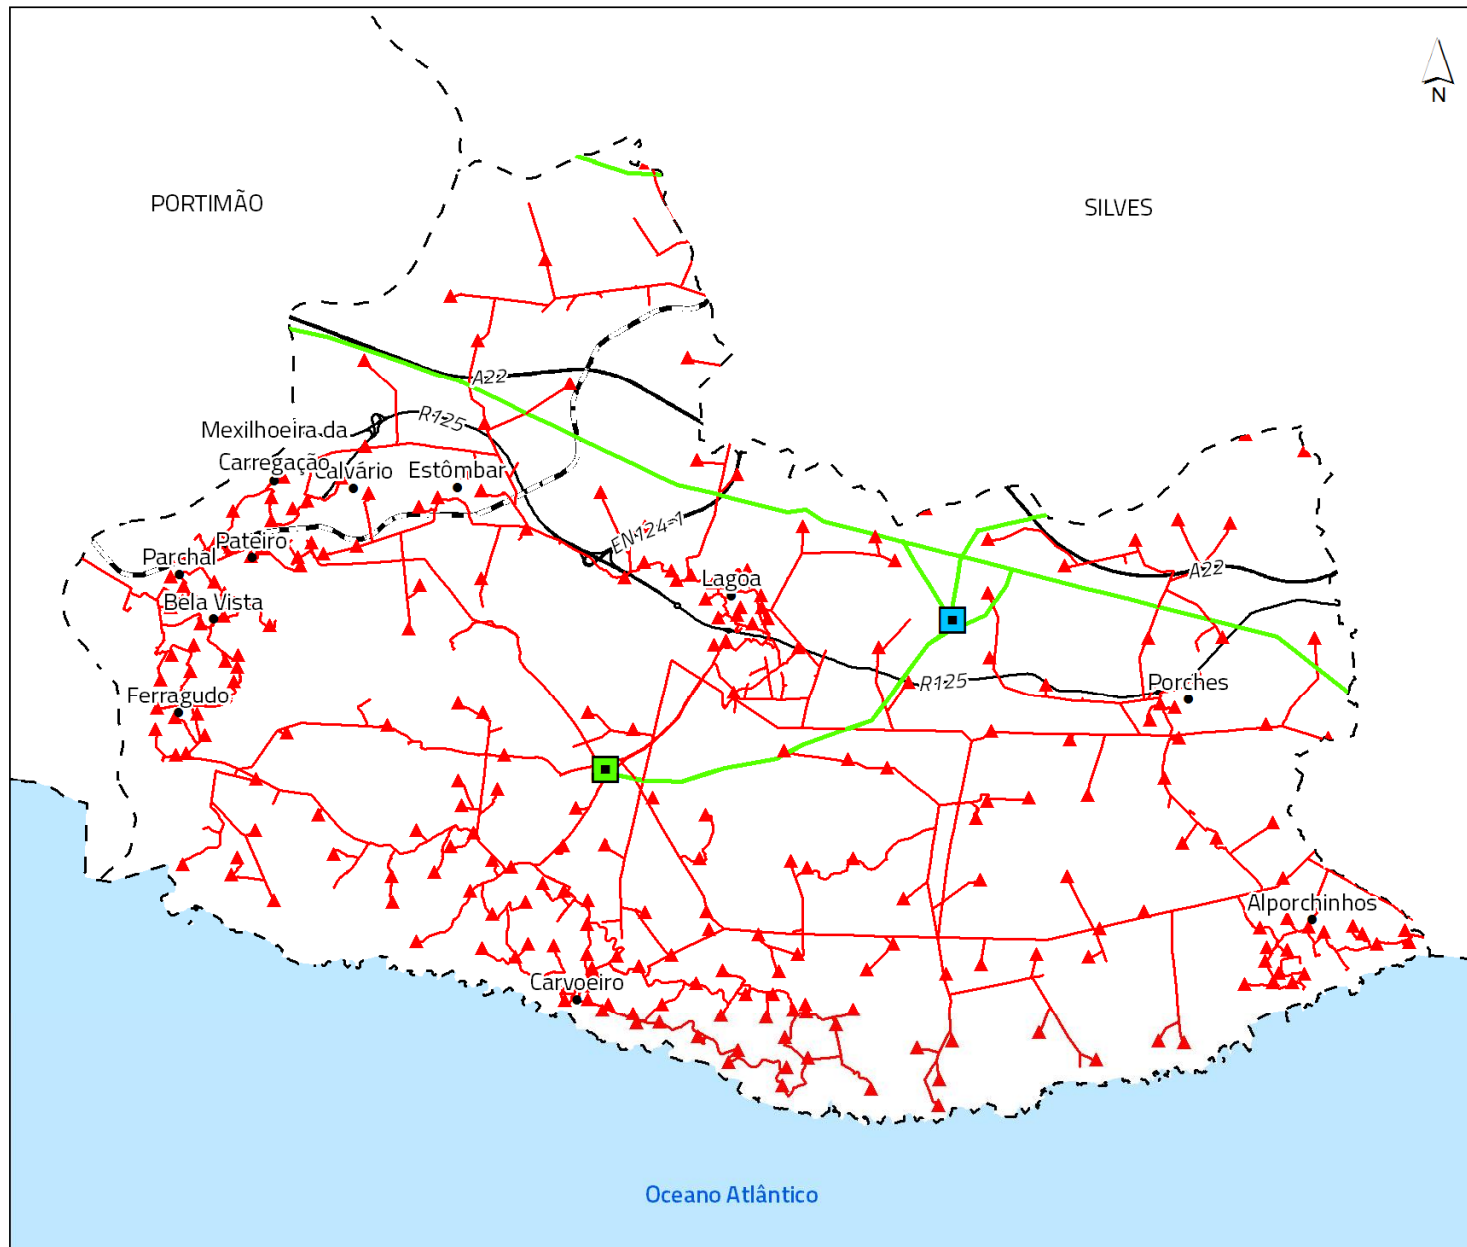 N
PORTIMÃO
SILVES
A22
R125
Mexilhoeira da
Carregação
Calvário
Estômbar
EN124-1
Pateiro
Parchal
Lagoa
A22
Bela Vista
R125
Porches
Ferragudo
Alporchinhos
Carvoeiro
Oceano Atlântico